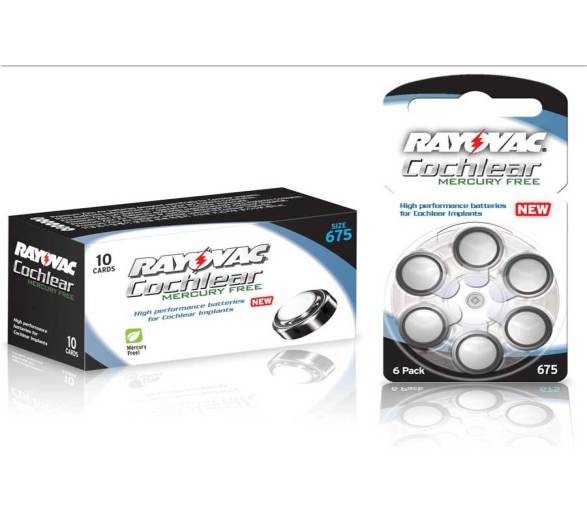 RAYOVAC
Cochlear
MERCURY FREE
High performance
batteries for
Cochlear Implants
10
CARDS
10
CARDS
RAYOVAC
Cochlear
MERCURY FREE
High performance batteries
for Cochlear Implants
NEW
SIZE
675
Mercury
Free!
RAYOVAC
Cochlear
MERCURY FREE
High performance batteries
for Cochlear Implants
NEW
6 Pack
675